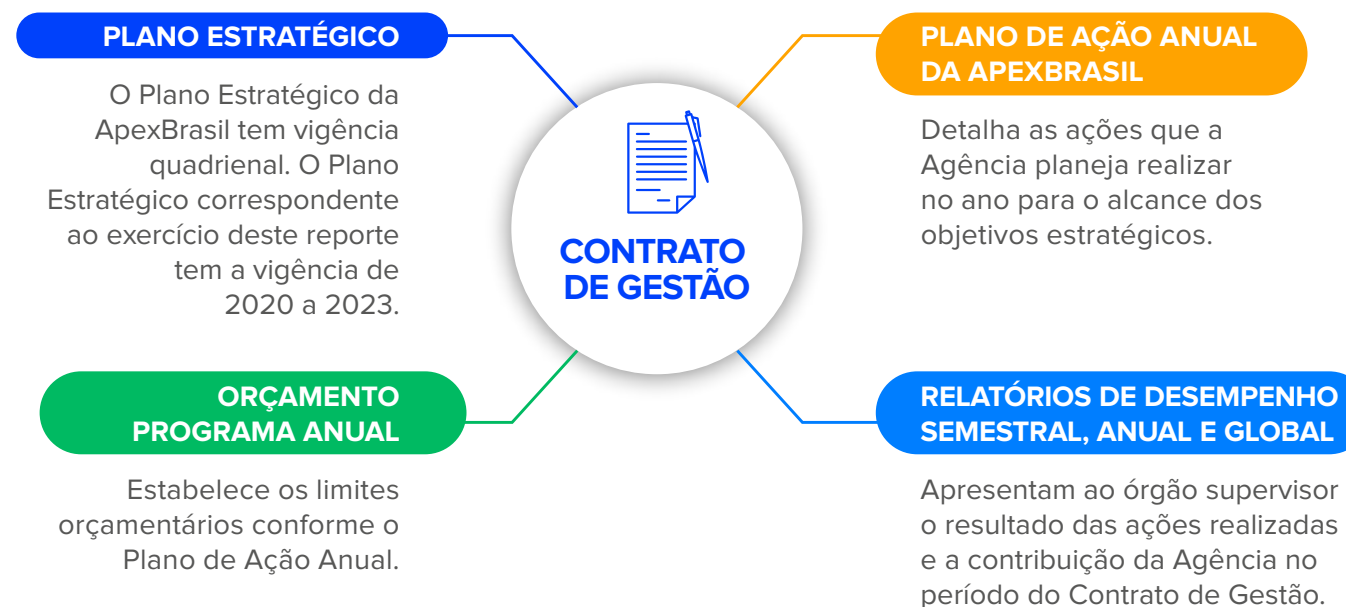 PLANO ESTRATÉGICO
O Plano Estratégico da
ApexBrasil tem vigência
quadrienal. O Plano
Estratégico correspondente
ao exercício deste reporte
tem a vigência de
2020 a 2023.
PLANO DE AÇÃO ANUAL
DA APEXBRASIL
Detalha as ações que a
Agência planeja realizar
no ano para o alcance dos
objetivos estratégicos.
CONTRATO
DE GESTÃO
ORÇAMENTO
PROGRAMA ANUAL
Estabelece os limites
orçamentários conforme o
Plano de Ação Anual.
RELATÓRIOS DE DESEMPENHO
SEMESTRAL, ANUAL E GLOBAL
Apresentam ao órgão supervisor
o resultado das ações realizadas
e a contribuição da Agência no
período do Contrato de Gestão.